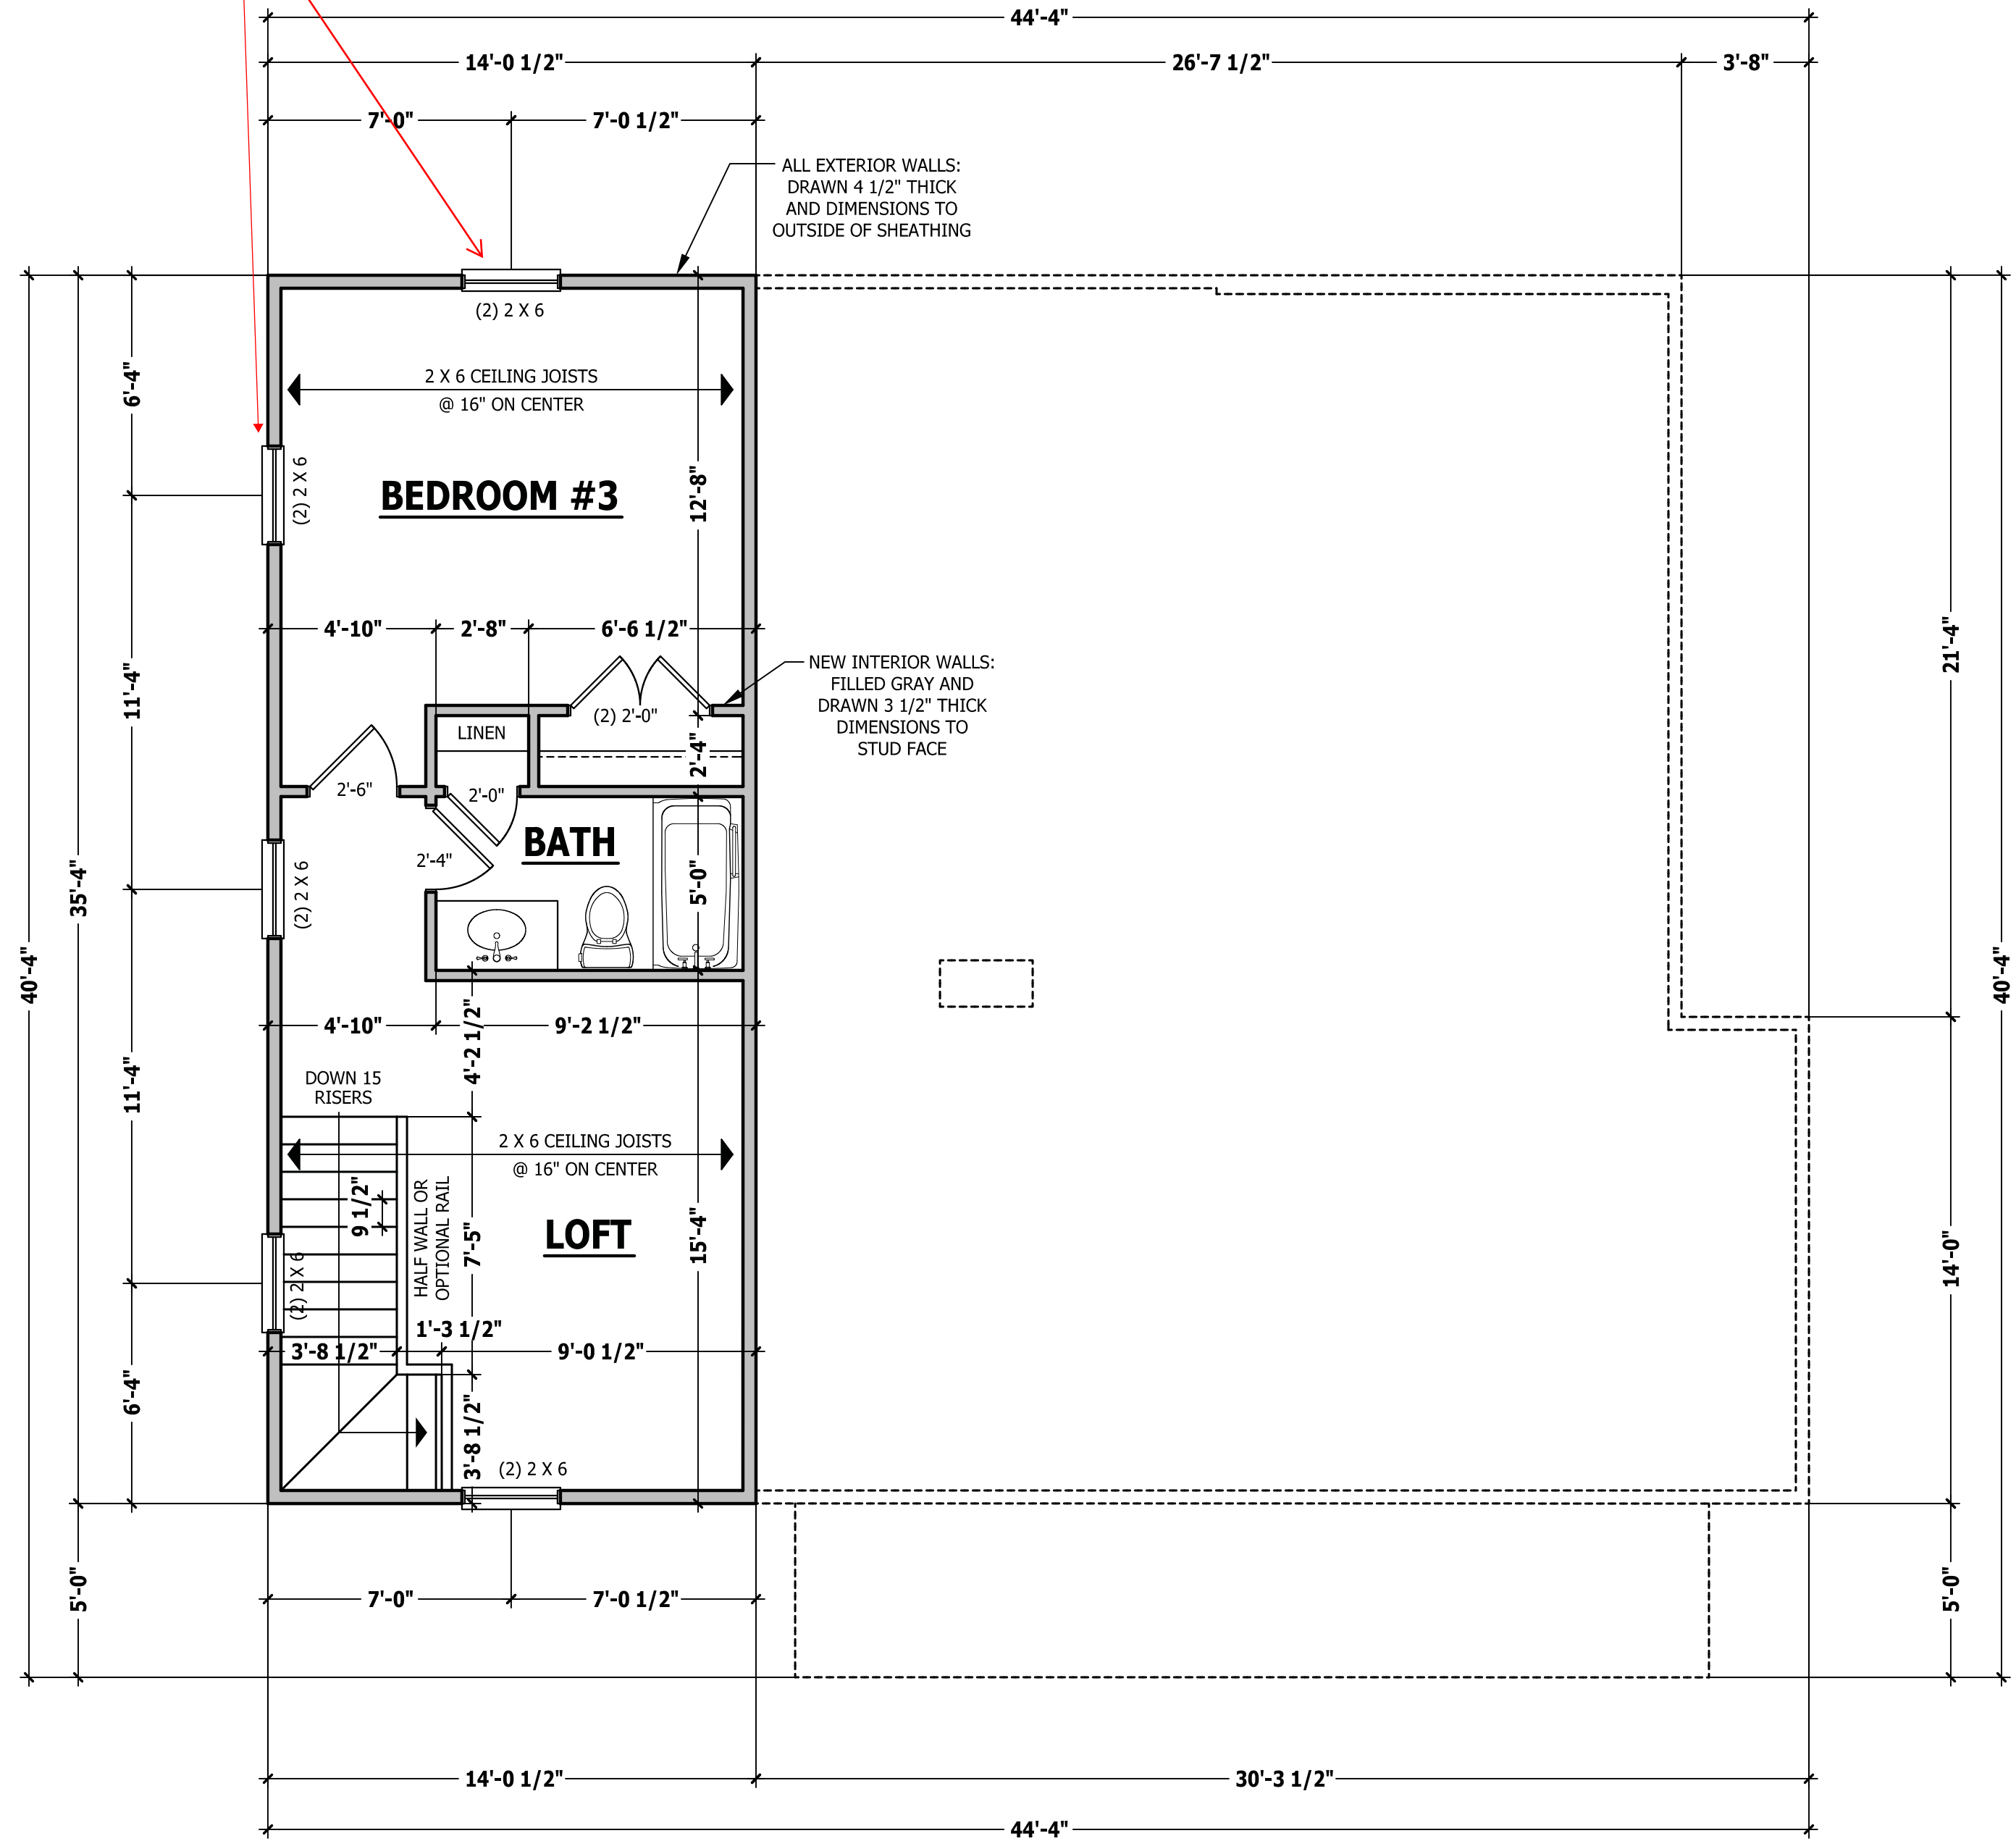 44'-4"
14'-0 1/2"
26'-7 1/2"
3'-8"
7'-0"
7'-0 1/2"
ALL EXTERIOR WALLS:
DRAWN 4 1/2" THICK
AND DIMENSIONS TO
OUTSIDE OF SHEATHING
(2) 2 X 6
2 X 6 CEILING JOISTS
@ 16" ON CENTER
6'-4"
(2) 2 X 6
BEDROOM #3
12'-8"
4'-10"
2'-8"
6'-6 1/2"
21'-4"
11'-4"
NEW INTERIOR WALLS:
FILLED GRAY AND
DRAWN 3 1/2" THICK
DIMENSIONS TO
STUD FACE
(2) 2'-0"
LINEN
2'-4"
2'-6"
2'-0"
BATH
2'-4"
35'-4"
(2) 2 X 6
5'-0"
40'-4"
40'-4"
4'-10"
9'-2 1/2"
4'-2 1/2"
11'-4"
DOWN 15
RISERS
2 X 6 CEILING JOISTS
@ 16" ON CENTER
9 1/2"
HALF WALL OR
OPTIONAL RAIL
LOFT
7'-5"
15'-4"
14'-0"
(2) 2 X 6
1'-3 1/2"
3'-8 1/2"
9'-0 1/2"
6'-4"
3'-8 1/2"
(2) 2 X 6
5'-0"
7'-0"
7'-0 1/2"
5'-0"
14'-0 1/2"
30'-3 1/2"
44'-4"